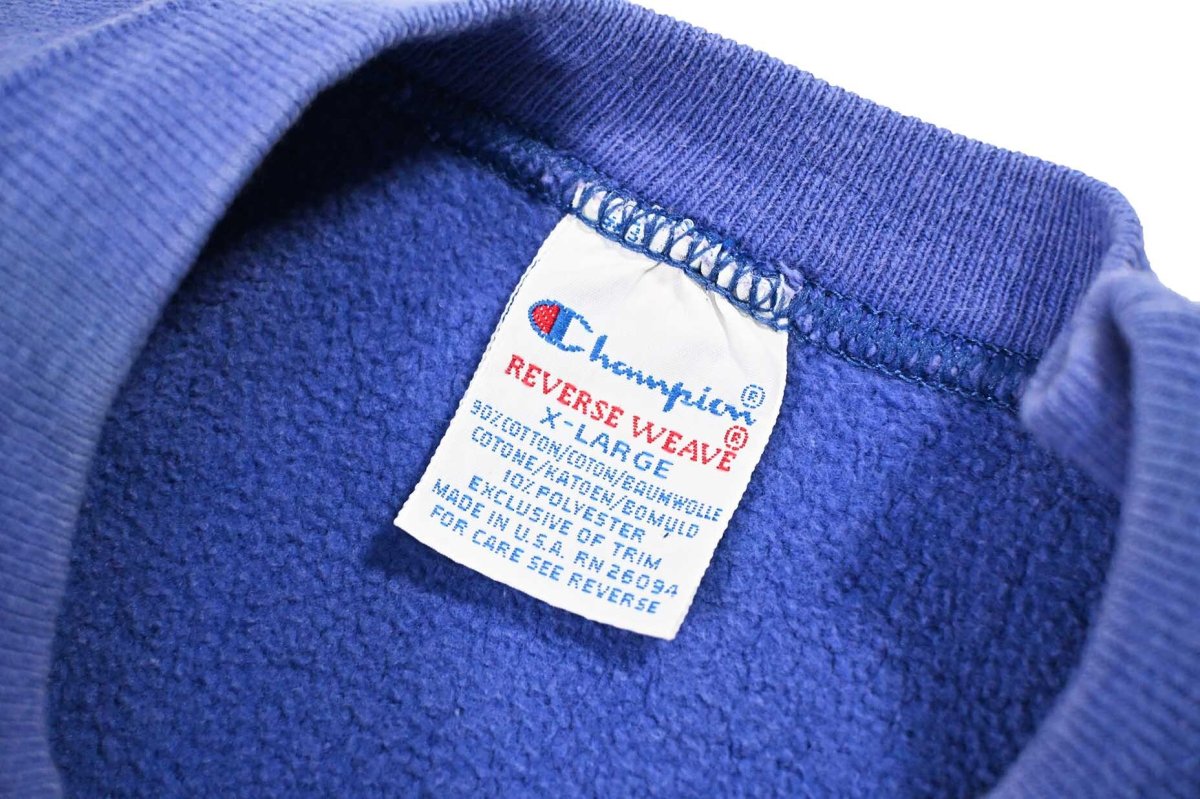 Champion®
REVERSE WEAVE®
X-LARGE
90% COTTON/COTON/BAUMWOLLE
COTONE/KATOEN/BOMULD
10% POLYESTER
EXCLUSIVE OF TRIM
MADE IN U.S.A. RN 26094
FOR CARE SEE REVERSE